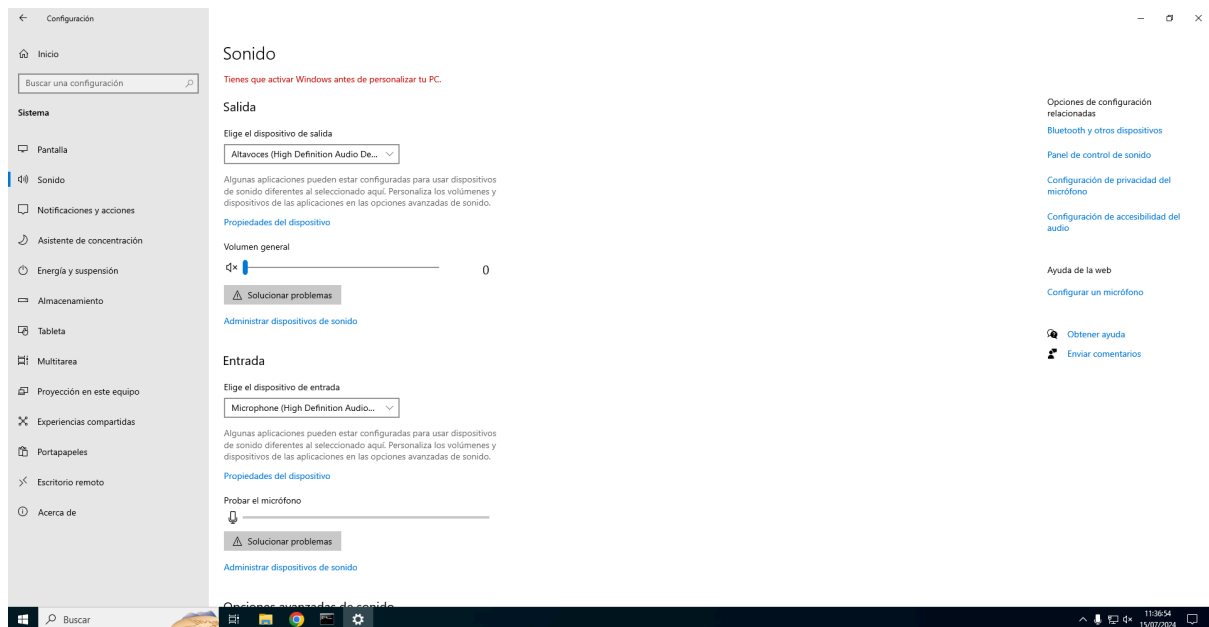 Configuración
Inicio
Buscar una configuración
Sistema
Pantalla
Sonido
Notificaciones y acciones
Asistente de concentración
Energía y suspensión
Almacenamiento
Tableta
Multitarea
Proyección en este equipo
Experiencias compartidas
Portapapeles
Escritorio remoto
Acerca de
Sonido
Tienes que activar Windows antes de personalizar tu PC.
Salida
Elige el dispositivo de salida
Altavoces (High Definition Audio De...
Algunas aplicaciones pueden estar configuradas para usar dispositivos
de sonido diferentes al seleccionado aquí. Personaliza los volúmenes y
dispositivos de las aplicaciones en las opciones avanzadas de sonido.
Propiedades del dispositivo
Volumen general
0
Solucionar problemas
Administrar dispositivos de sonido
Entrada
Elige el dispositivo de entrada
Microphone (High Definition Audio...
Algunas aplicaciones pueden estar configuradas para usar dispositivos
de sonido diferentes al seleccionado aquí. Personaliza los volúmenes y
dispositivos de las aplicaciones en las opciones avanzadas de sonido.
Propiedades del dispositivo
Probar el micrófono
Solucionar problemas
Administrar dispositivos de sonido
Opciones avanzadas de sonido
Opciones de configuración
relacionadas
Bluetooth y otros dispositivos
Panel de control de sonido
Configuración de privacidad del
micrófono
Configuración de accesibilidad del
audio
Ayuda de la web
Configurar un micrófono
Obtener ayuda
Enviar comentarios
Buscar
11:36:54
15/07/2024